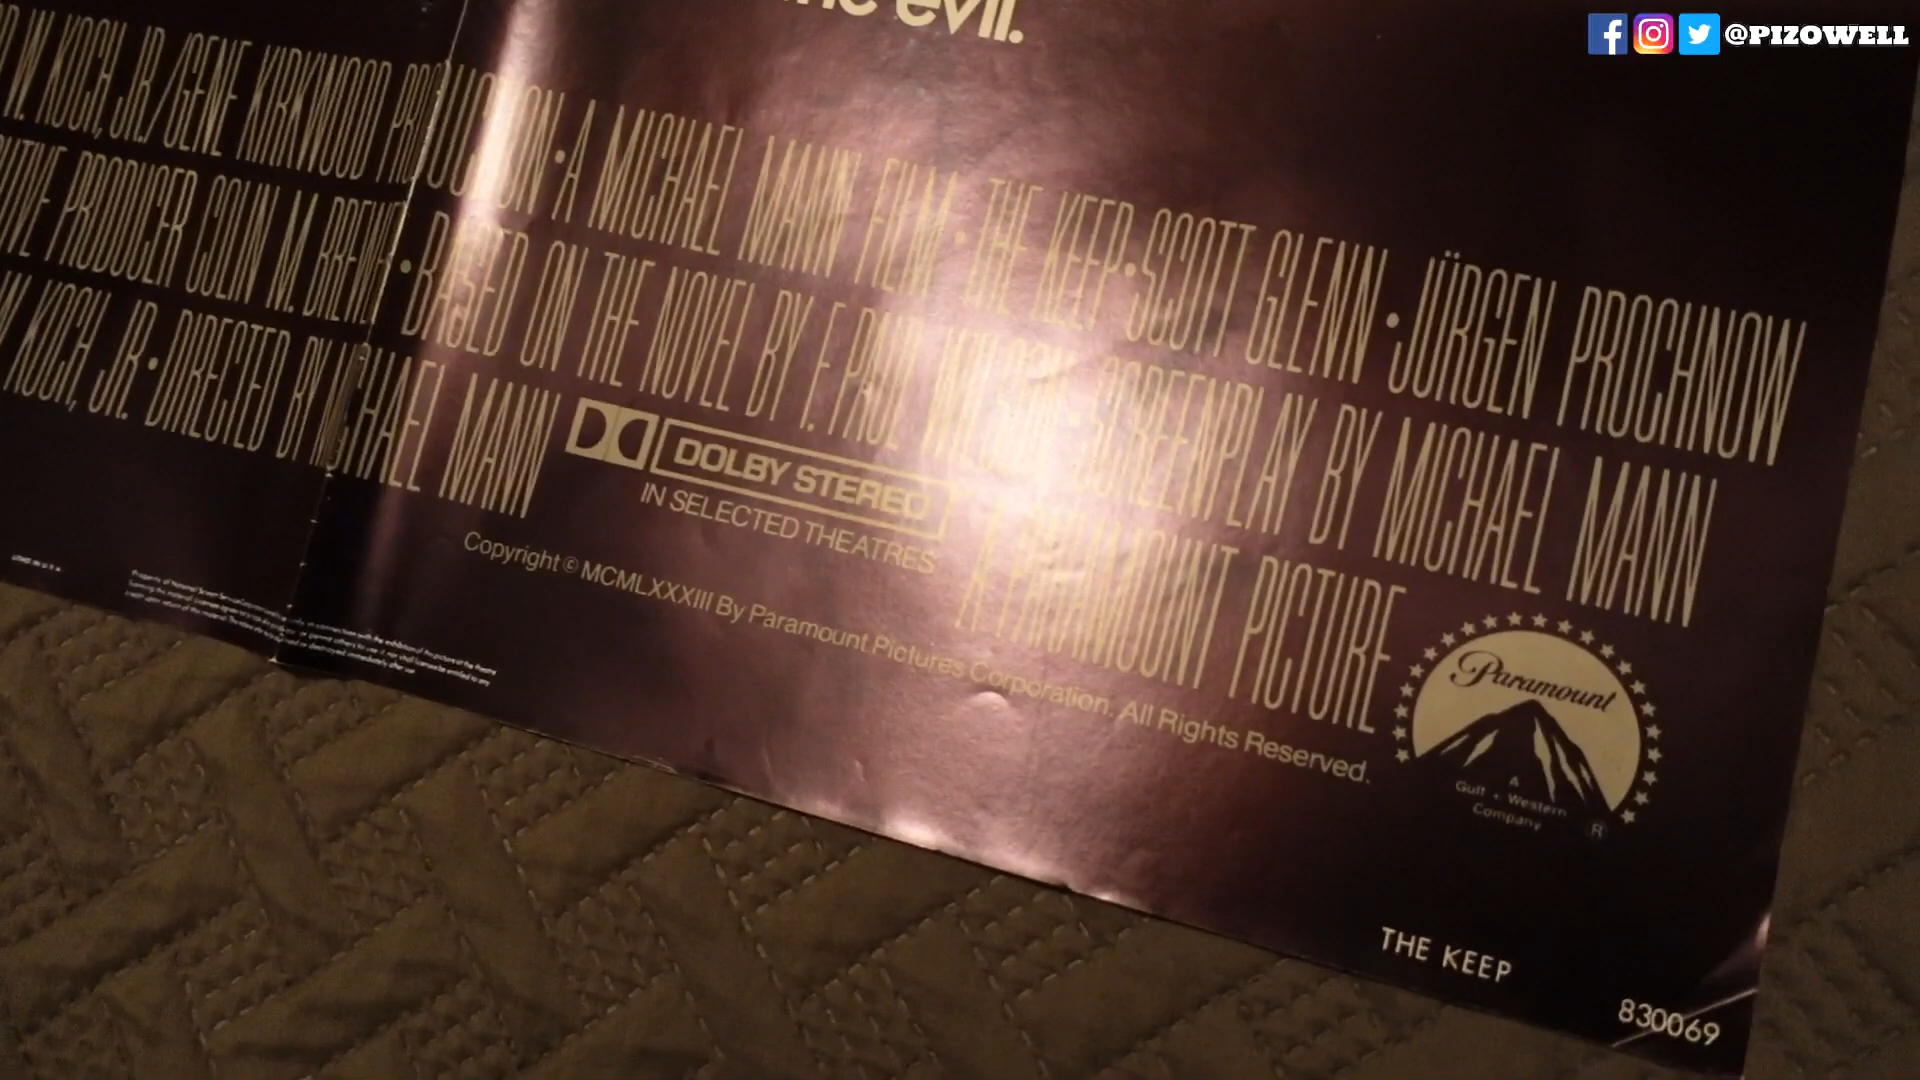 evil.
@PIZOWELL
W. KOCH, JR./GENE KIRKWOOD PRODUCTION • A MICHAEL MANN FILM • THE KEEP • SCOTT GLENN • JÜRGEN PROCHNOW
PRODUCER COLIN M. BREWER • BASED ON THE NOVEL BY F. PAUL WILSON • SCREENPLAY BY MICHAEL MANN
KOCH, JR. • DIRECTED BY MICHAEL MANN
DOLBY STEREO
IN SELECTED THEATRES
A PARAMOUNT PICTURE
Copyright © MCMLXXXIII By Paramount Pictures Corporation. All Rights Reserved.
Paramount
A
Gulf + Western
Company
R
THE KEEP
830069